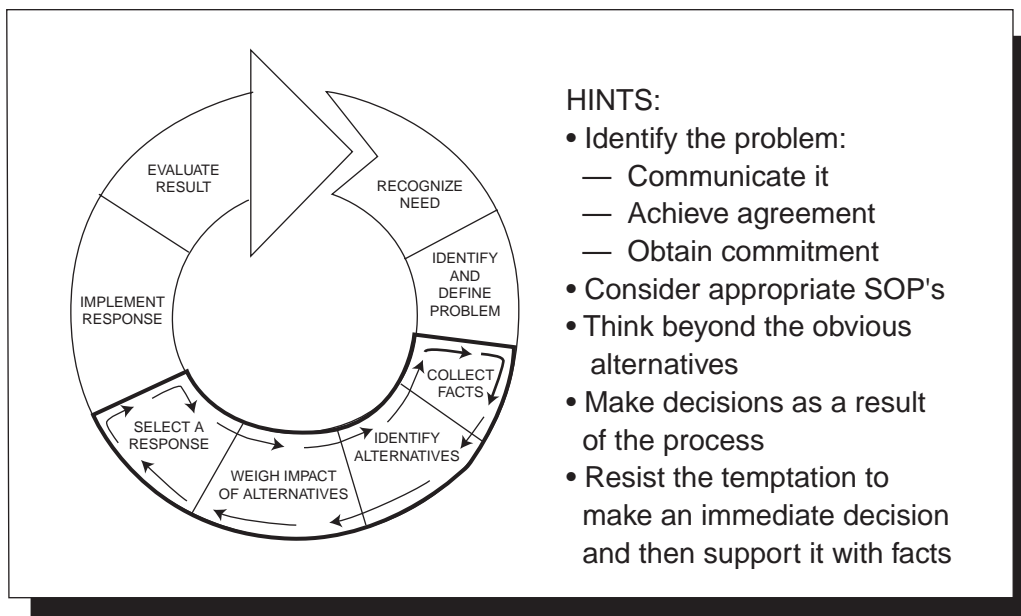 EVALUATE
RESULT
RECOGNIZE
NEED
IDENTIFY
AND
DEFINE
PROBLEM
COLLECT
FACTS
IDENTIFY
ALTERNATIVES
WEIGH IMPACT
OF ALTERNATIVES
SELECT A
RESPONSE
IMPLEMENT
RESPONSE
HINTS:
• Identify the problem:
— Communicate it
— Achieve agreement
— Obtain commitment
• Consider appropriate SOP's
• Think beyond the obvious
alternatives
• Make decisions as a result
of the process
• Resist the temptation to
make an immediate decision
and then support it with facts